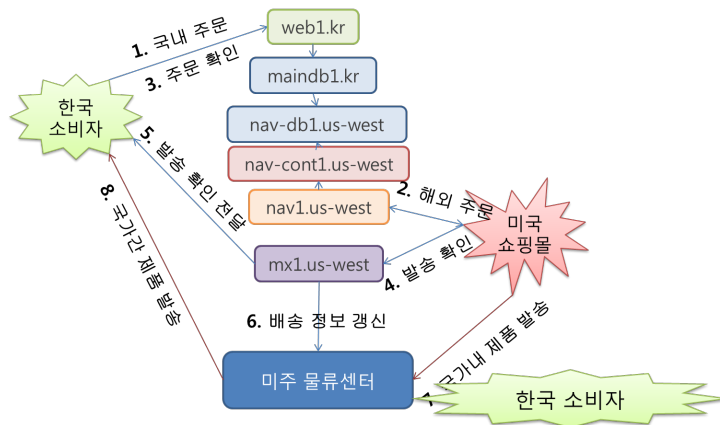 web1.kr
1. 국내 주문
3. 주문 확인
maindb1.kr
한국
소비자
nav-db1.us-west
5. 발송 확인 전달
nav-cont1.us-west
2. 해외 주문
nav1.us-west
미국
쇼핑몰
8. 국가간 제품 발송
mx1.us-west
4. 발송 확인
6. 배송 정보 갱신
국가내 제품 발송
미주 물류센터
한국 소비자